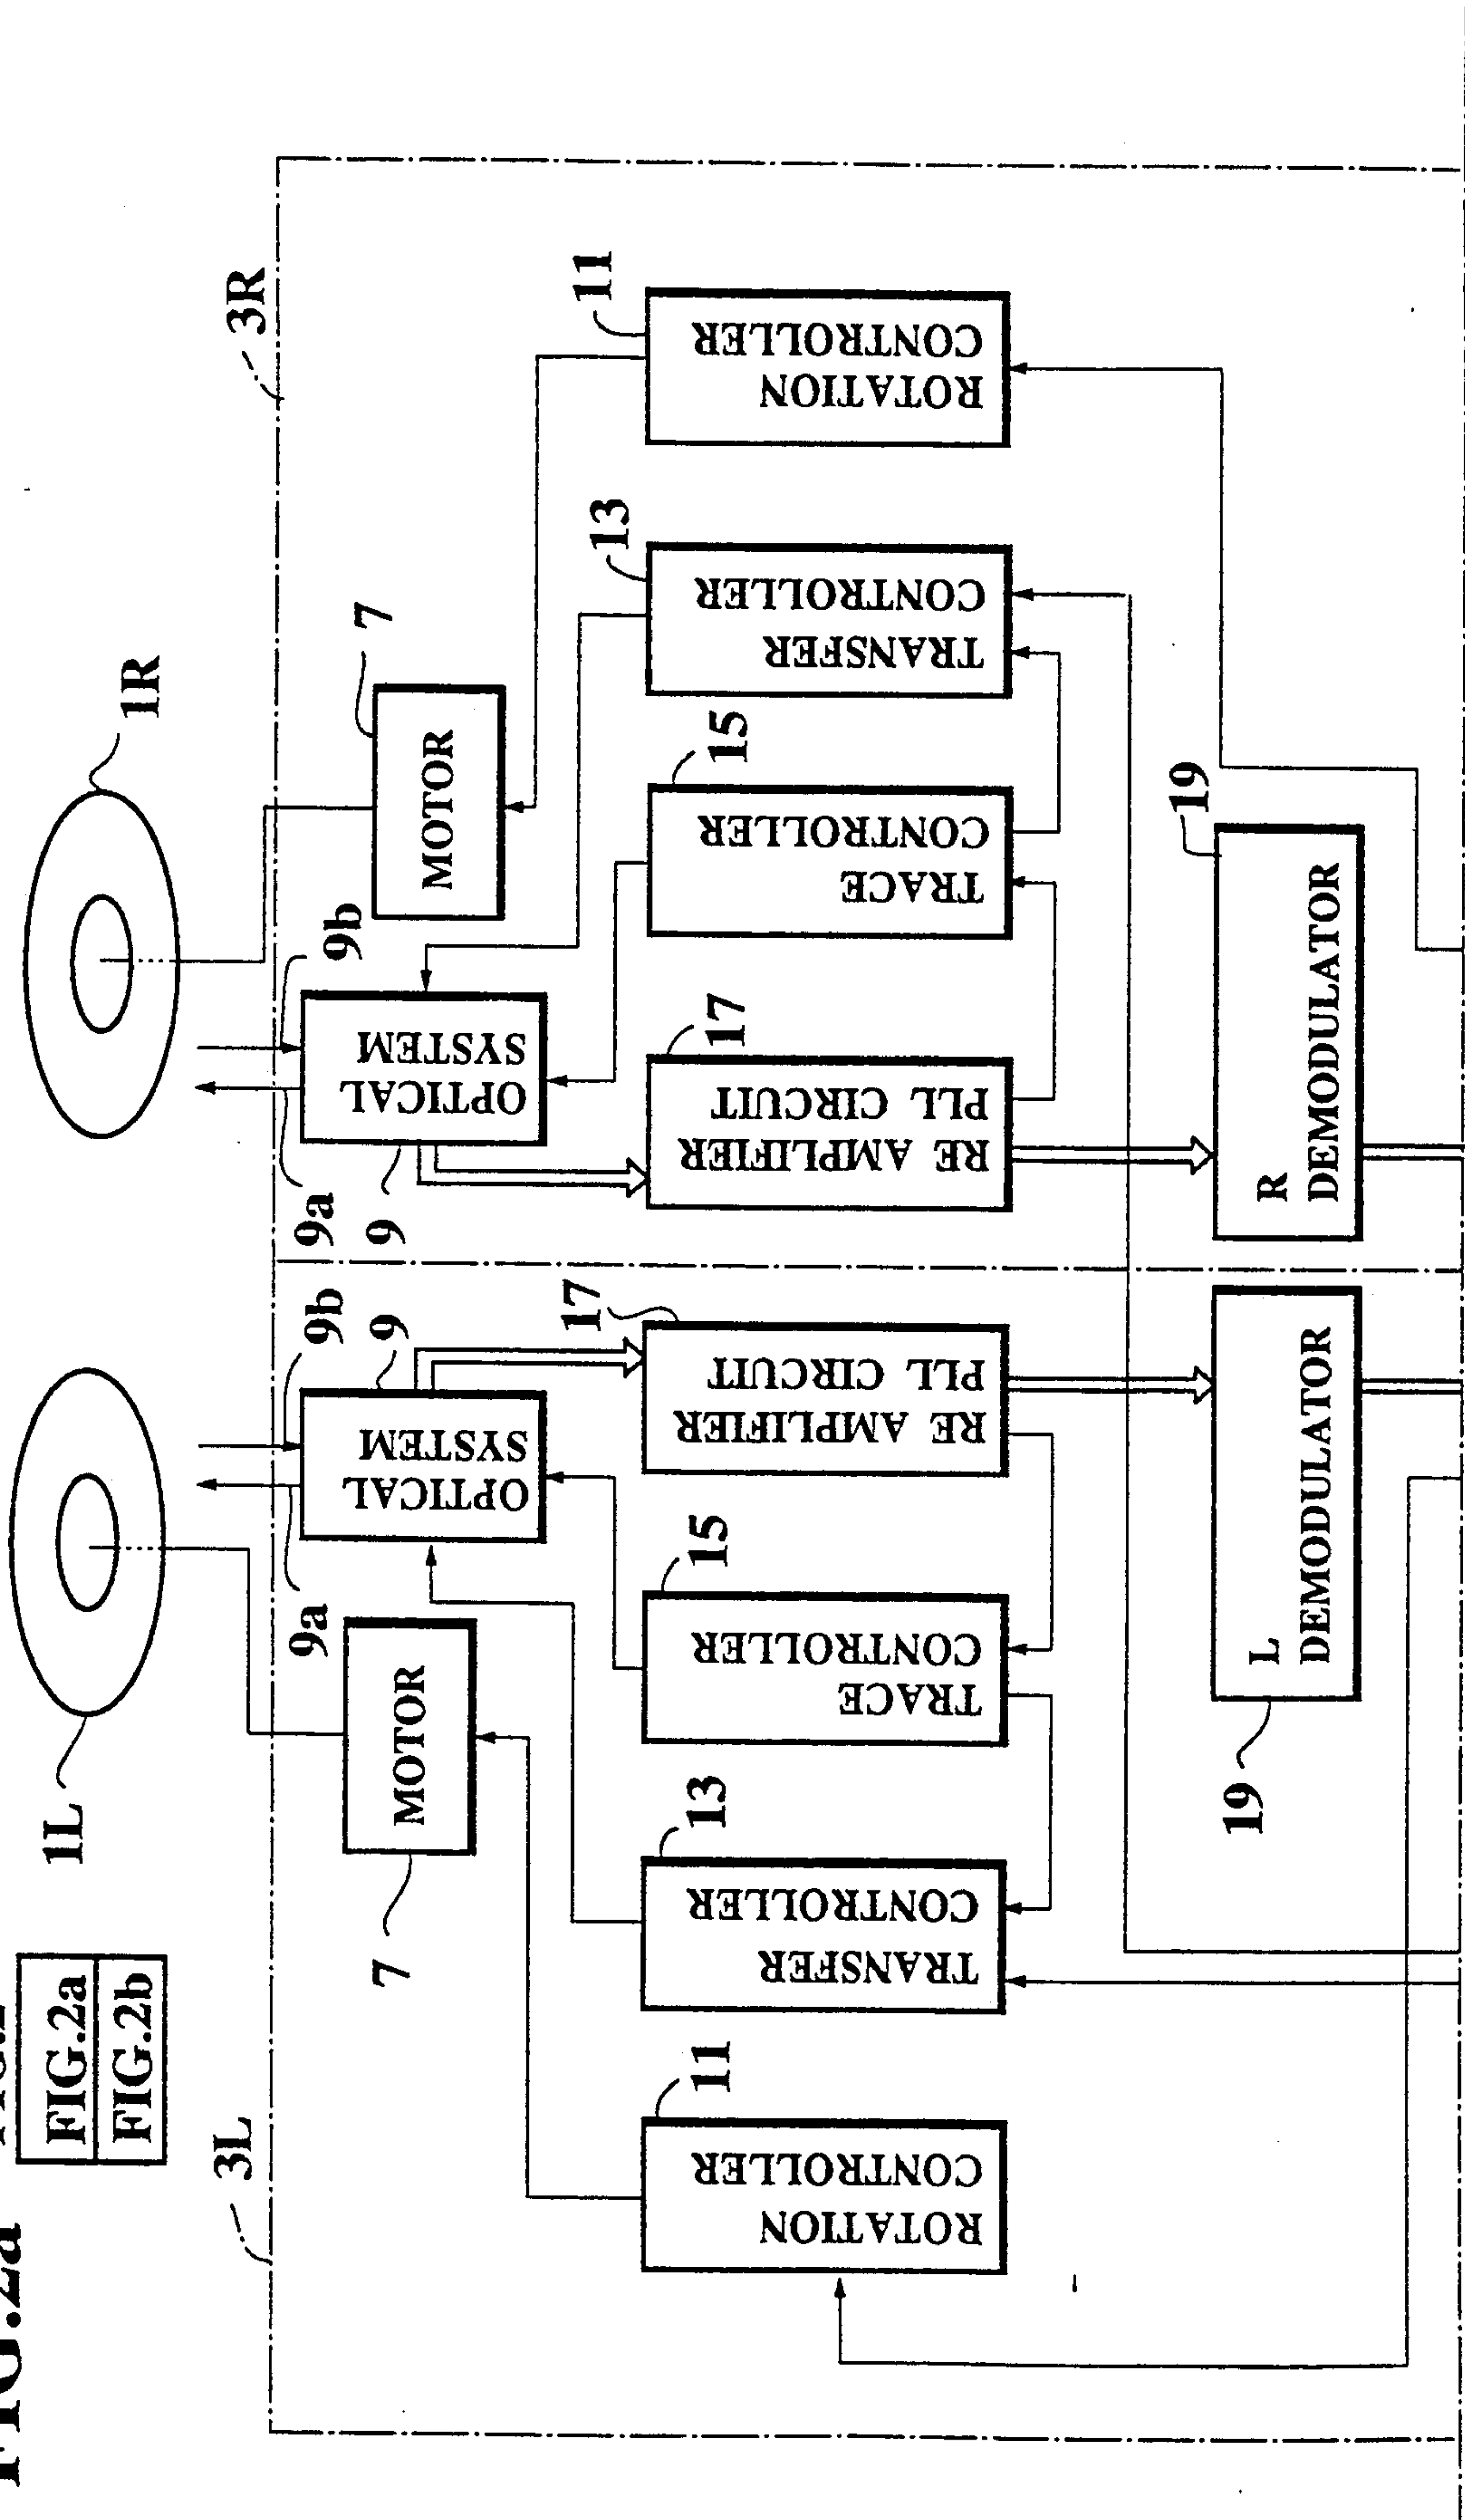 FIG.2a
FIG.2a
FIG.2b
1L
1R
3L
3R
9a
9b
9a
9b
9
9
7
MOTOR
OPTICAL
SYSTEM
OPTICAL
SYSTEM
MOTOR
7
11
13
15
17
17
15
13
11
ROTATION
CONTROLLER
TRANSFER
CONTROLLER
TRACE
CONTROLLER
RE AMPLIFIER
PLL CIRCUIT
RE AMPLIFIER
PLL CIRCUIT
TRACE
CONTROLLER
TRANSFER
CONTROLLER
ROTATION
CONTROLLER
19
L
DEMODULATOR
R
DEMODULATOR
19